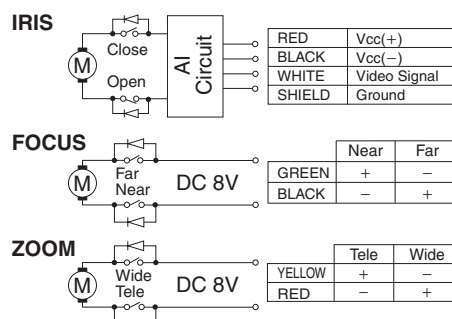 IRIS
Close
M
Open
AI Circuit
RED Vcc(+)
BLACK Vcc(−)
WHITE Video Signal
SHIELD Ground
FOCUS
M
Far
Near
DC 8V
Near Far
GREEN + −
BLACK − +
ZOOM
M
Wide
Tele
DC 8V
Tele Wide
YELLOW + −
RED − +